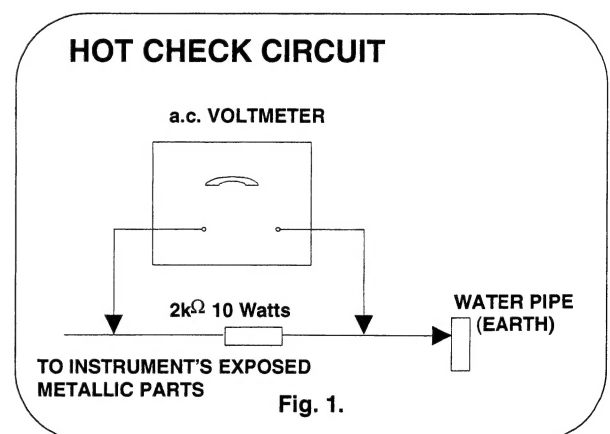 HOT CHECK CIRCUIT
a.c. VOLTMETER
2kΩ 10 Watts
WATER PIPE
(EARTH)
TO INSTRUMENT'S EXPOSED
METALLIC PARTS
Fig. 1.